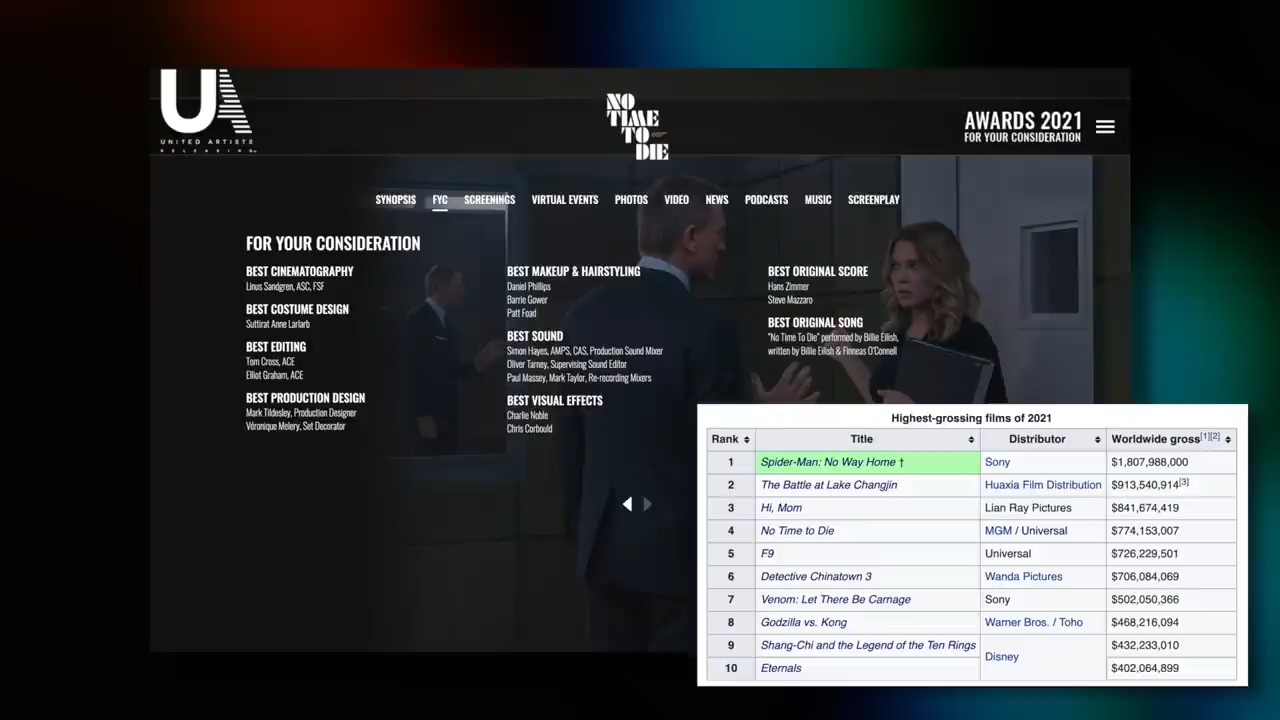 UA
UNITED ARTISTS
RELEASING
NO
TIME
TO 007
DIE
AWARDS 2021
FOR YOUR CONSIDERATION
SYNOPSIS FYC SCREENINGS VIRTUAL EVENTS PHOTOS VIDEO NEWS PODCASTS MUSIC SCREENPLAY
FOR YOUR CONSIDERATION
BEST CINEMATOGRAPHY
Linus Sandgren, ASC, FSF
BEST COSTUME DESIGN
Suttirat Anne Larlarb
BEST EDITING
Tom Cross, ACE
Elliot Graham, ACE
BEST PRODUCTION DESIGN
Mark Tildesley, Production Designer
Véronique Melery, Set Decorator
BEST MAKEUP & HAIRSTYLING
Daniel Phillips
Barrie Gower
Patt Foad
BEST SOUND
Simon Hayes, AMPS, CAS, Production Sound Mixer
Oliver Tarney, Supervising Sound Editor
Paul Massey, Mark Taylor, Re-recording Mixers
BEST VISUAL EFFECTS
Charlie Noble
Chris Corbould
BEST ORIGINAL SCORE
Hans Zimmer
Steve Mazzaro
BEST ORIGINAL SONG
"No Time To Die" performed by Billie Eilish,
written by Billie Eilish & Finneas O'Connell
Highest-grossing films of 2021
Rank Title Distributor Worldwide gross[1][2]
1 Spider-Man: No Way Home † Sony $1,807,988,000
2 The Battle at Lake Changjin Huaxia Film Distribution $913,540,914[3]
3 Hi, Mom Lian Ray Pictures $841,674,419
4 No Time to Die MGM / Universal $774,153,007
5 F9 Universal $726,229,501
6 Detective Chinatown 3 Wanda Pictures $706,084,069
7 Venom: Let There Be Carnage Sony $502,050,366
8 Godzilla vs. Kong Warner Bros. / Toho $468,216,094
9 Shang-Chi and the Legend of the Ten Rings Disney $432,233,010
10 Eternals $402,064,899